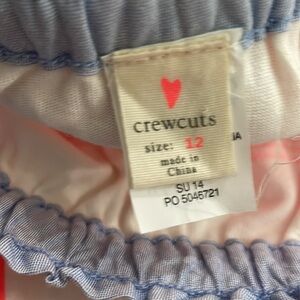 crewcuts
size: 12
made in
China
SU 14
PO 5046721